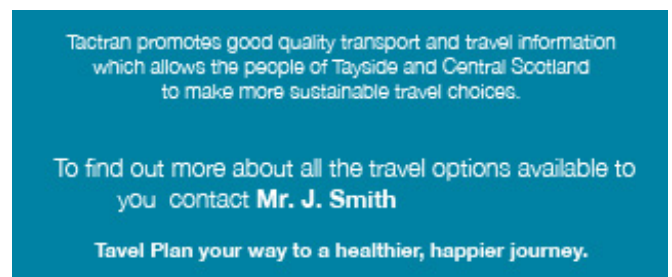 Tactran promotes good quality transport and travel information
which allows the people of Tayside and Central Scotland
to make more sustainable travel choices.
To find out more about all the travel options available to
you contact Mr. J. Smith
Tavel Plan your way to a healthier, happier journey.